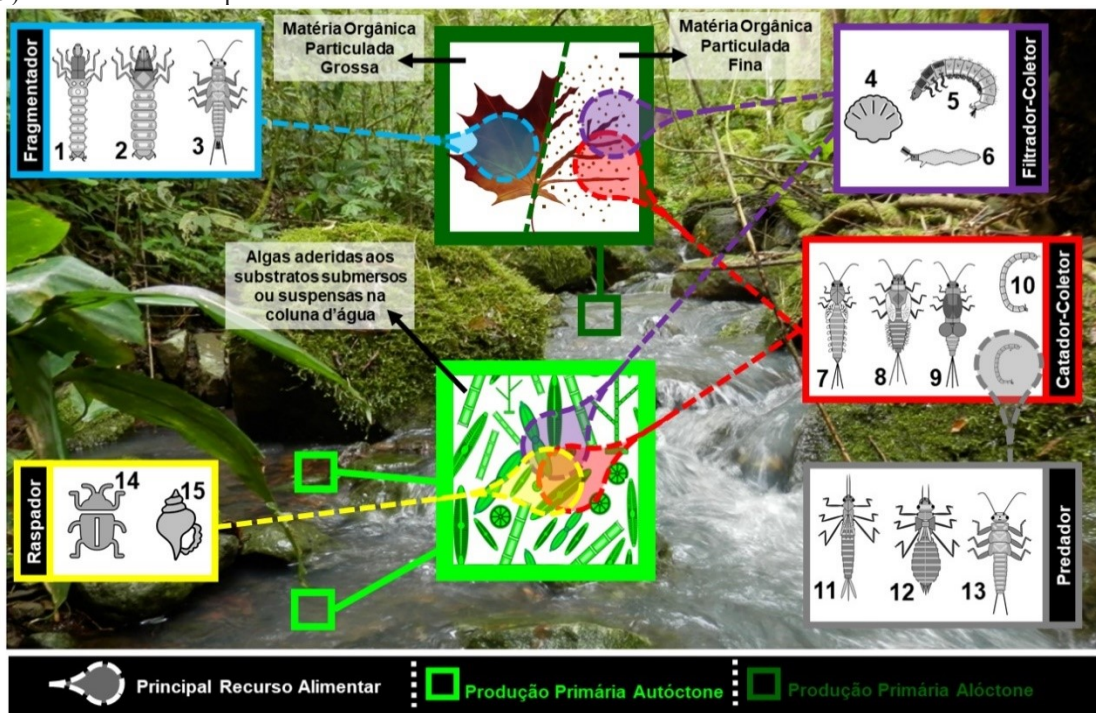 Matéria Orgânica
Particulada
Grossa
Matéria Orgânica
Particulada
Fina
Fragmentador
1
2
3
Filtrador-Coletor
4
5
6
Algas aderidas aos
substratos submersos
ou suspensas na
coluna d'água
Catador-Coletor
7
8
9
10
Raspador
14
15
Predador
11
12
13
Principal Recurso Alimentar
Produção Primária Autóctone
Produção Primária Alóctone